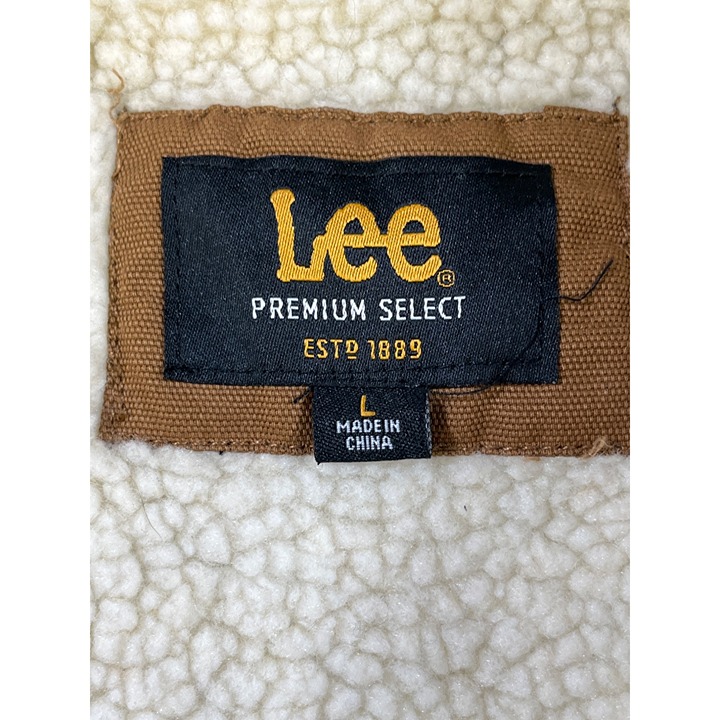 Lee®
PREMIUM SELECT
ESTD 1889
L
MADE IN
CHINA